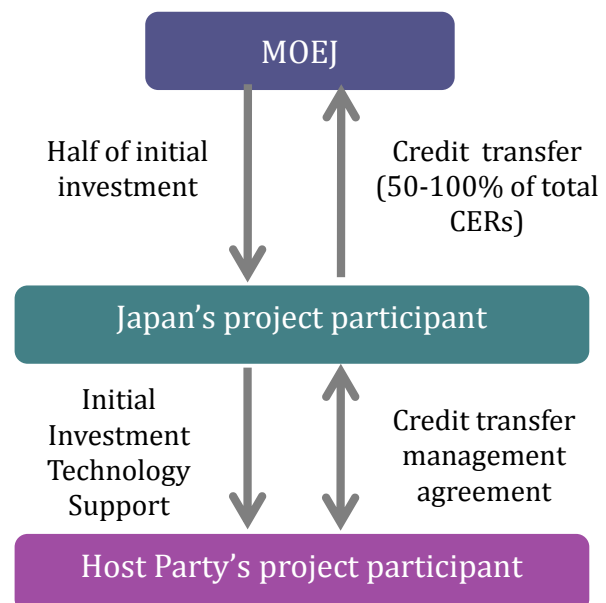 MOEJ
Half of initial
investment
Credit transfer
(50-100% of total
CERs)
Japan’s project participant
Initial
Investment
Technology
Support
Credit transfer
management
agreement
Host Party’s project participant